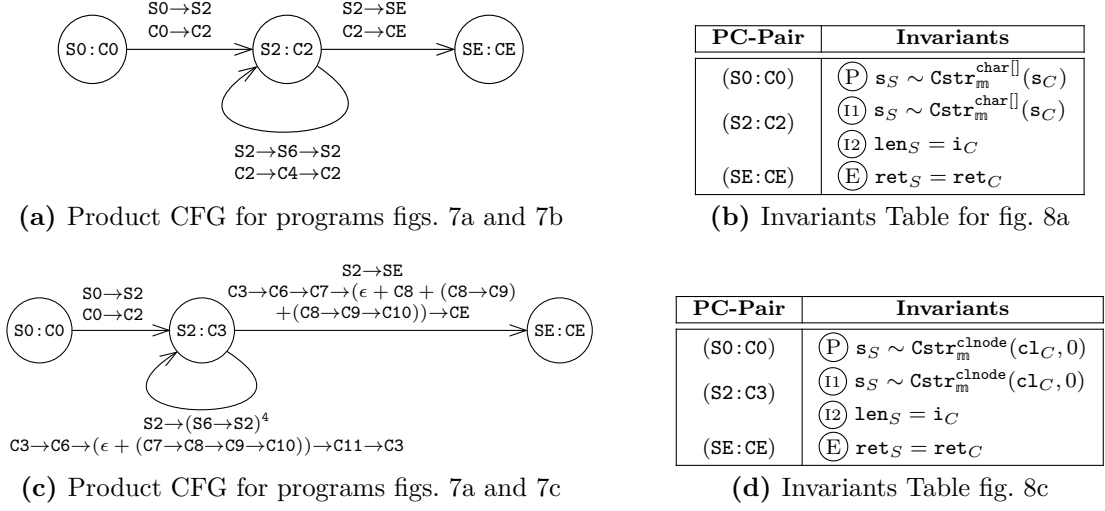 S0→S2
C0→C2
S2→SE
C2→CE
S0:C0
S2:C2
SE:CE
S2→S6→S2
C2→C4→C2
(a) Product CFG for programs figs. 7a and 7b
PC-Pair Invariants
(S0:C0) Ⓟ s_S ∼ Cstr_𝕞^{char[]}(s_C)
(S2:C2) (I1) s_S ∼ Cstr_𝕞^{char[]}(s_C)
(I2) len_S = i_C
(SE:CE) Ⓔ ret_S = ret_C
(b) Invariants Table for fig. 8a
S0→S2
C0→C2
S2→SE
C3→C6→C7→(ϵ + C8 + (C8→C9)
+(C8→C9→C10))→CE
S0:C0
S2:C3
SE:CE
S2→(S6→S2)^4
C3→C6→(ϵ + (C7→C8→C9→C10))→C11→C3
(c) Product CFG for programs figs. 7a and 7c
PC-Pair Invariants
(S0:C0) Ⓟ s_S ∼ Cstr_𝕞^{clnode}(cl_C, 0)
(S2:C3) (I1) s_S ∼ Cstr_𝕞^{clnode}(cl_C, 0)
(I2) len_S = i_C
(SE:CE) Ⓔ ret_S = ret_C
(d) Invariants Table fig. 8c